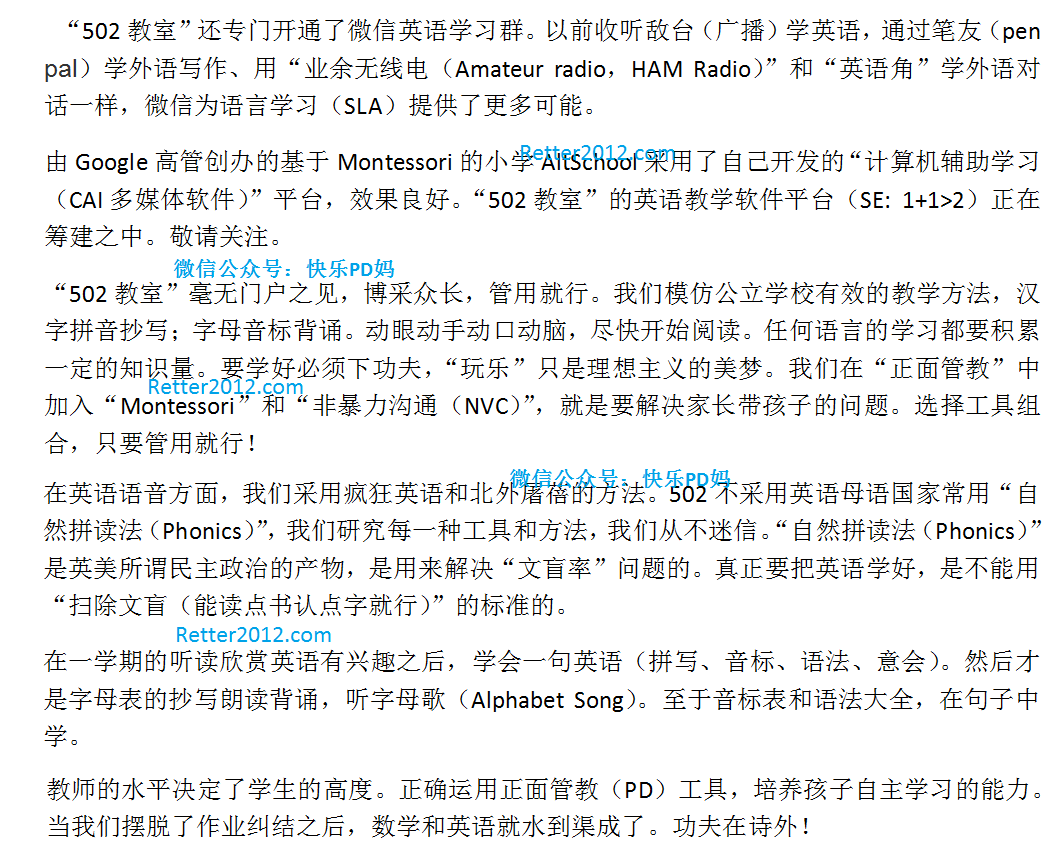 “502 教室”还专门开通了微信英语学习群。以前收听敌台（广播）学英语，通过笔友（pen
pal）学外语写作、用“业余无线电（Amateur radio，HAM Radio）”和“英语角”学外语对
话一样，微信为语言学习（SLA）提供了更多可能。
Retter2012.com
由 Google 高管创办的基于 Montessori 的小学 AltSchool 采用了自己开发的“计算机辅助学习
（CAI 多媒体软件）”平台，效果良好。“502 教室”的英语教学软件平台（SE: 1+1>2）正在
筹建之中。敬请关注。
微信公众号：快乐PD妈
“502 教室”毫无门户之见，博采众长，管用就行。我们模仿公立学校有效的教学方法，汉
字拼音抄写；字母音标背诵。动眼动手动口动脑，尽快开始阅读。任何语言的学习都要积累
一定的知识量。要学好必须下功夫，“玩乐”只是理想主义的美梦。我们在“正面管教”中
Retter2012.com
加入“Montessori”和“非暴力沟通（NVC）”，就是要解决家长带孩子的问题。选择工具组
合，只要管用就行！
微信公众号：快乐PD妈
在英语语音方面，我们采用疯狂英语和北外屠蓓的方法。502 不采用英语母语国家常用“自
然拼读法（Phonics）”，我们研究每一种工具和方法，我们从不迷信。“自然拼读法（Phonics）”
是英美所谓民主政治的产物，是用来解决“文盲率”问题的。真正要把英语学好，是不能用
“扫除文盲（能读点书认点字就行）”的标准的。
Retter2012.com
在一学期的听读欣赏英语有兴趣之后，学会一句英语（拼写、音标、语法、意会）。然后才
是字母表的抄写朗读背诵，听字母歌（Alphabet Song）。至于音标表和语法大全，在句子中
学。
教师的水平决定了学生的高度。正确运用正面管教（PD）工具，培养孩子自主学习的能力。
当我们摆脱了作业纠结之后，数学和英语就水到渠成了。功夫在诗外！